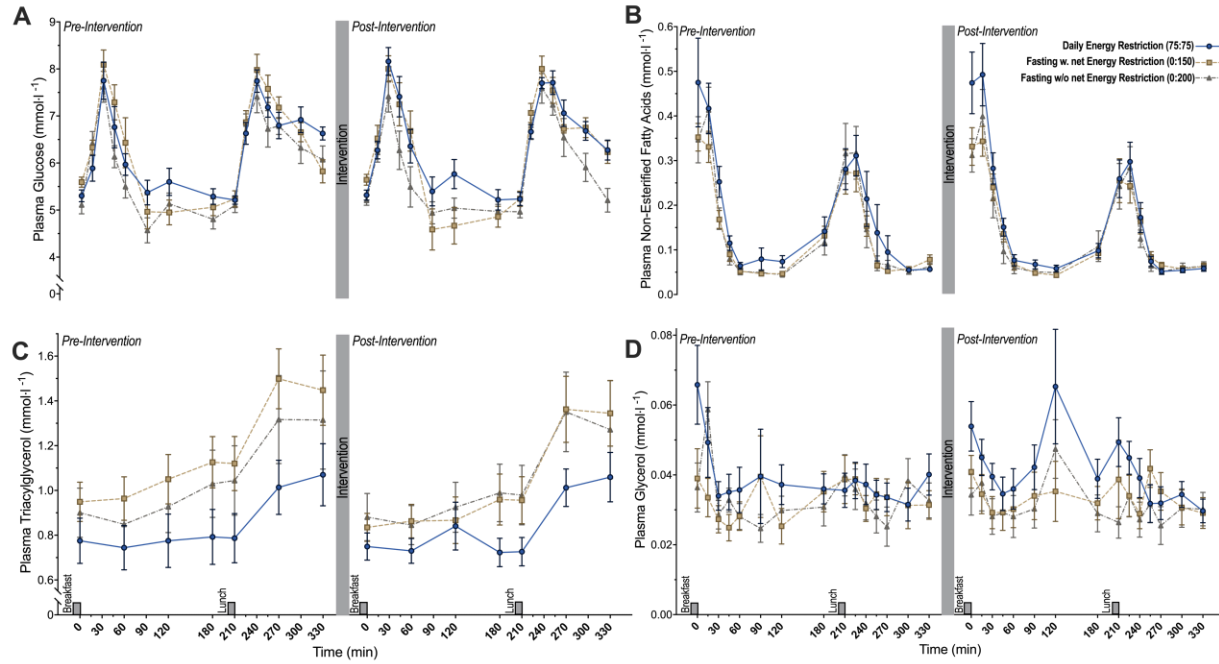 A
Pre-Intervention
Post-Intervention
Plasma Glucose (mmol·l ⁻¹)
9
8
7
6
5
4
0
Intervention
B
Pre-Intervention
Post-Intervention
Daily Energy Restriction (75:75)
Fasting w. net Energy Restriction (0:150)
Fasting w/o net Energy Restriction (0:200)
Plasma Non-Esterified Fatty Acids (mmol·l ⁻¹)
0.6
0.5
0.4
0.3
0.2
0.1
0.0
Intervention
C
Pre-Intervention
Post-Intervention
Plasma Triacylglycerol (mmol·l ⁻¹)
1.6
1.4
1.2
1.0
0.8
0.6
0
Intervention
Breakfast
Lunch
Breakfast
Lunch
0 30 60 90 120 180 210 240 270 300 330
0 30 60 90 120 180 210 240 270 300 330
Time (min)
D
Pre-Intervention
Post-Intervention
Plasma Glycerol (mmol·l ⁻¹)
0.08
0.06
0.04
0.02
0.00
Intervention
Breakfast
Lunch
Breakfast
Lunch
0 30 60 90 120 180 210 240 270 300 330
0 30 60 90 120 180 210 240 270 300 330
Time (min)